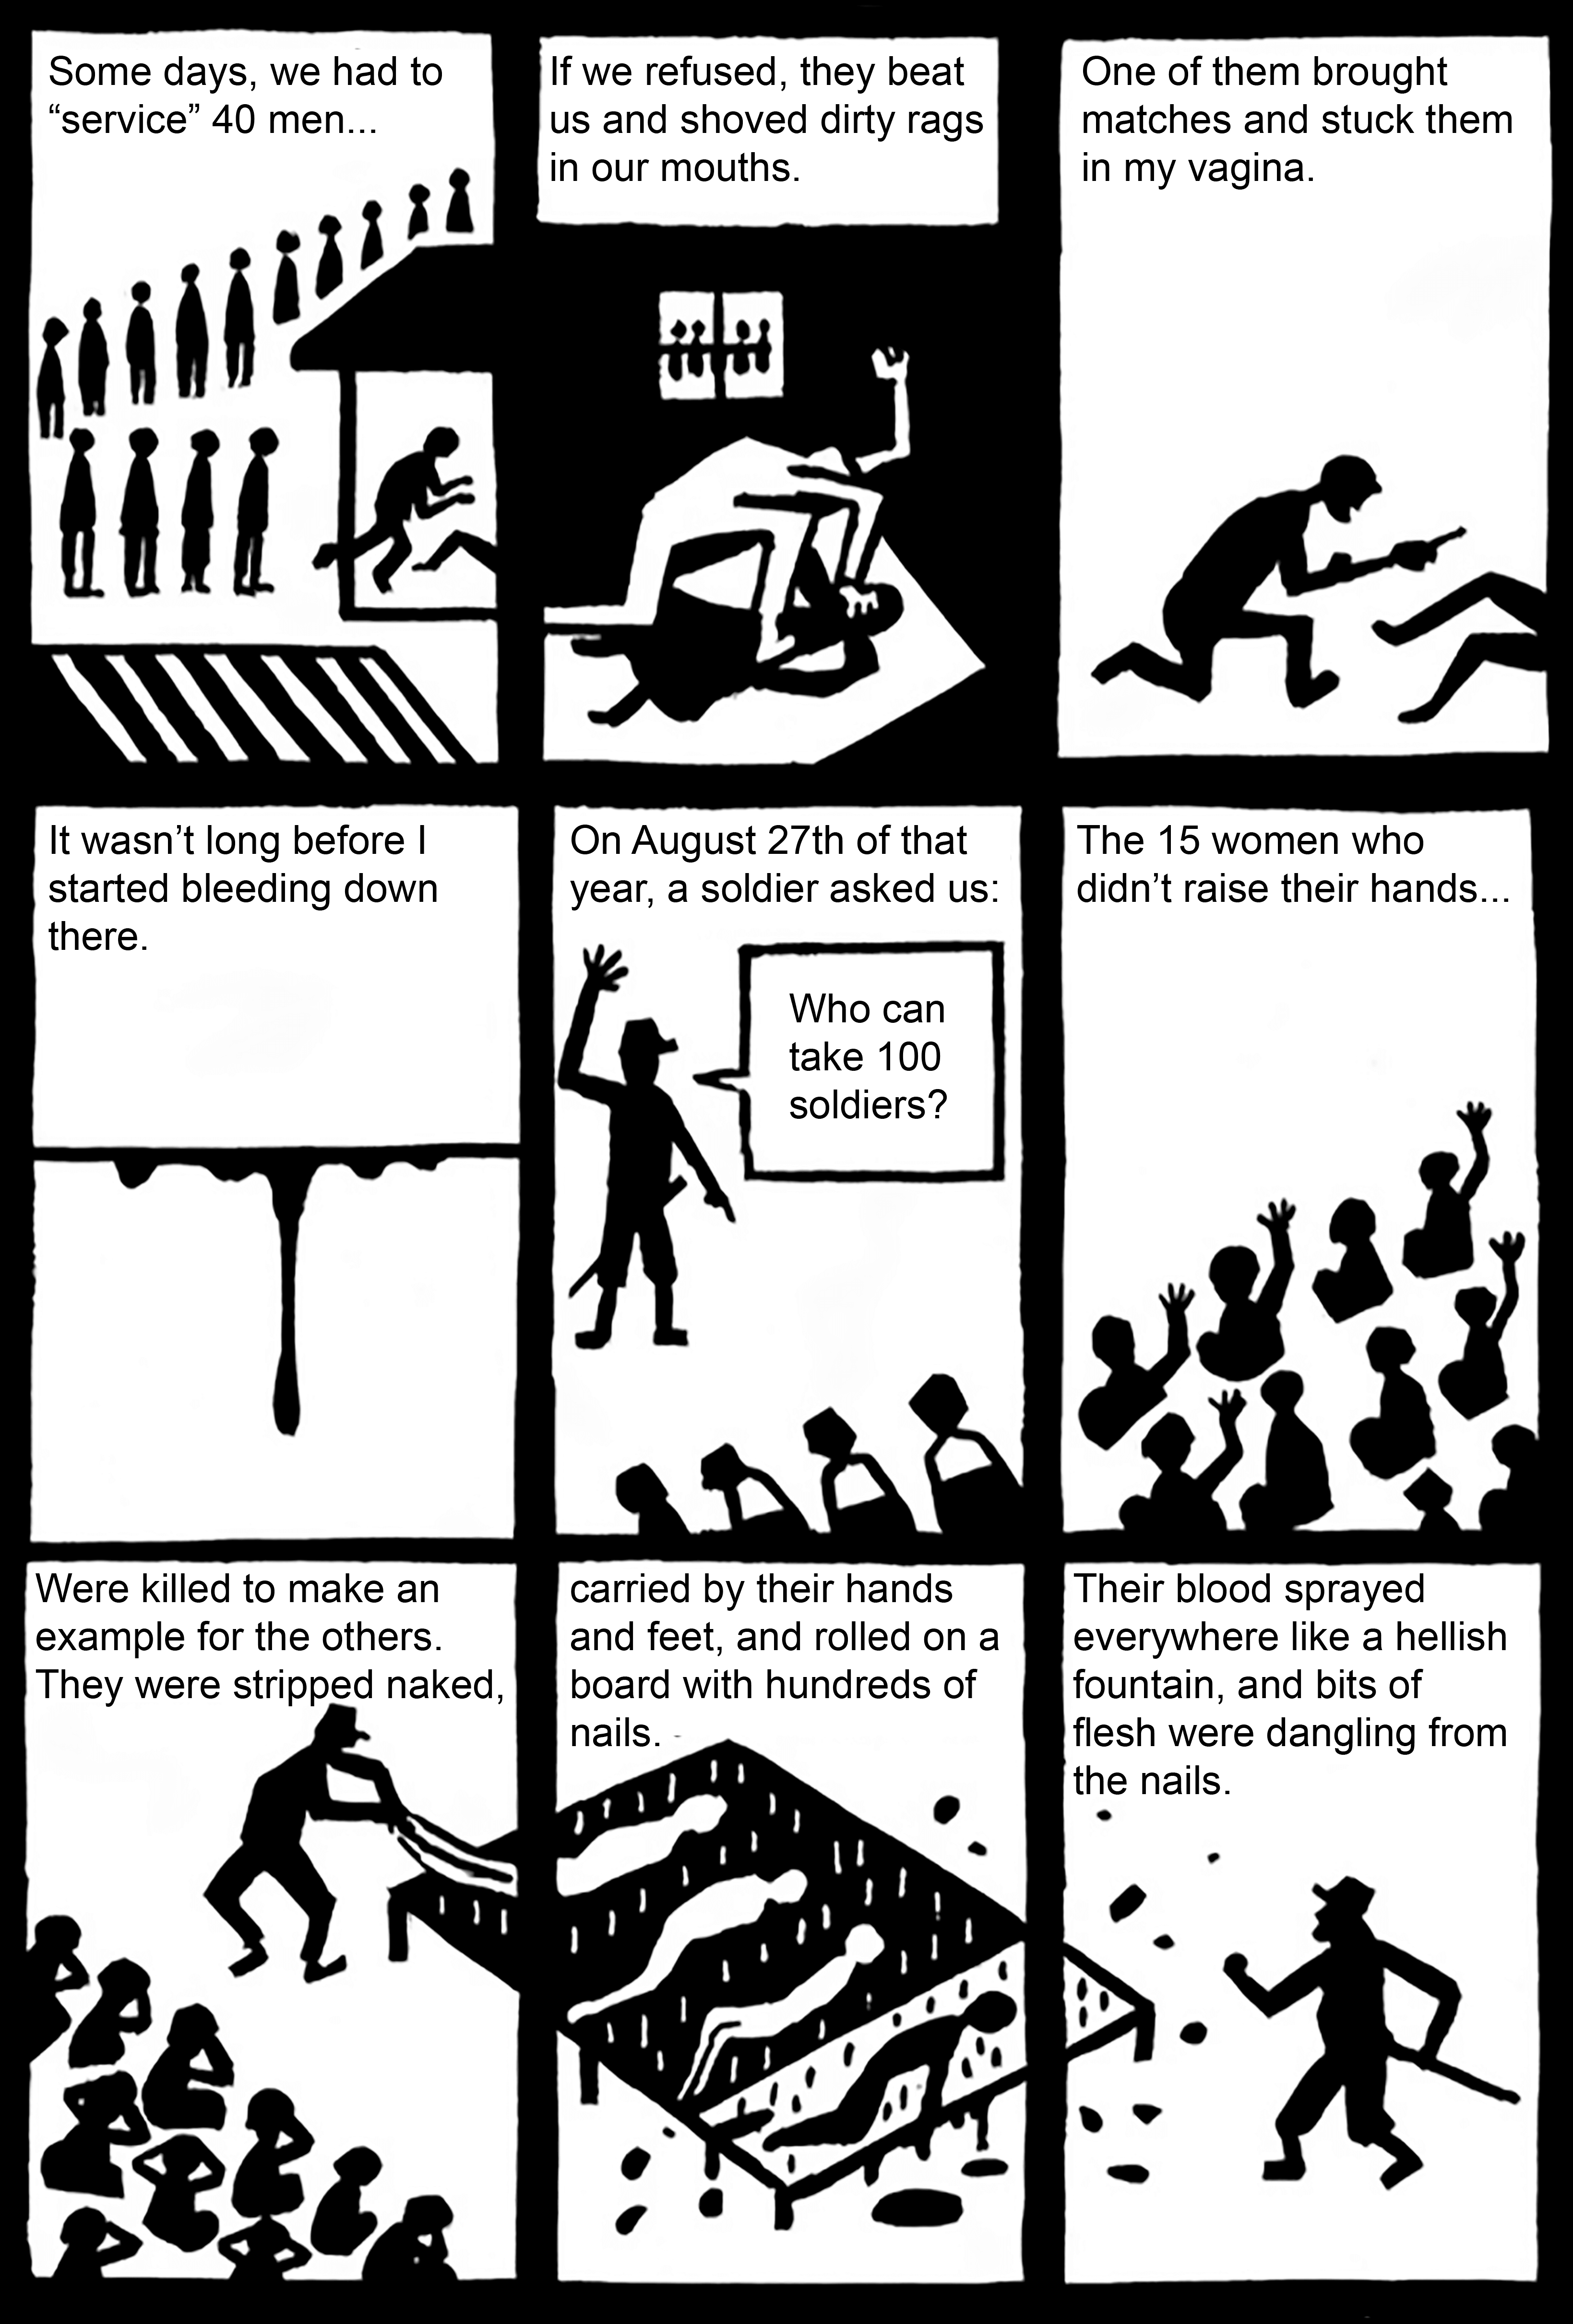 Some days, we had to
“service” 40 men...
If we refused, they beat
us and shoved dirty rags
in our mouths.
One of them brought
matches and stuck them
in my vagina.
It wasn’t long before I
started bleeding down
there.
On August 27th of that
year, a soldier asked us:
Who can
take 100
soldiers?
The 15 women who
didn’t raise their hands...
Were killed to make an
example for the others.
They were stripped naked,
carried by their hands
and feet, and rolled on a
board with hundreds of
nails.
Their blood sprayed
everywhere like a hellish
fountain, and bits of
flesh were dangling from
the nails.